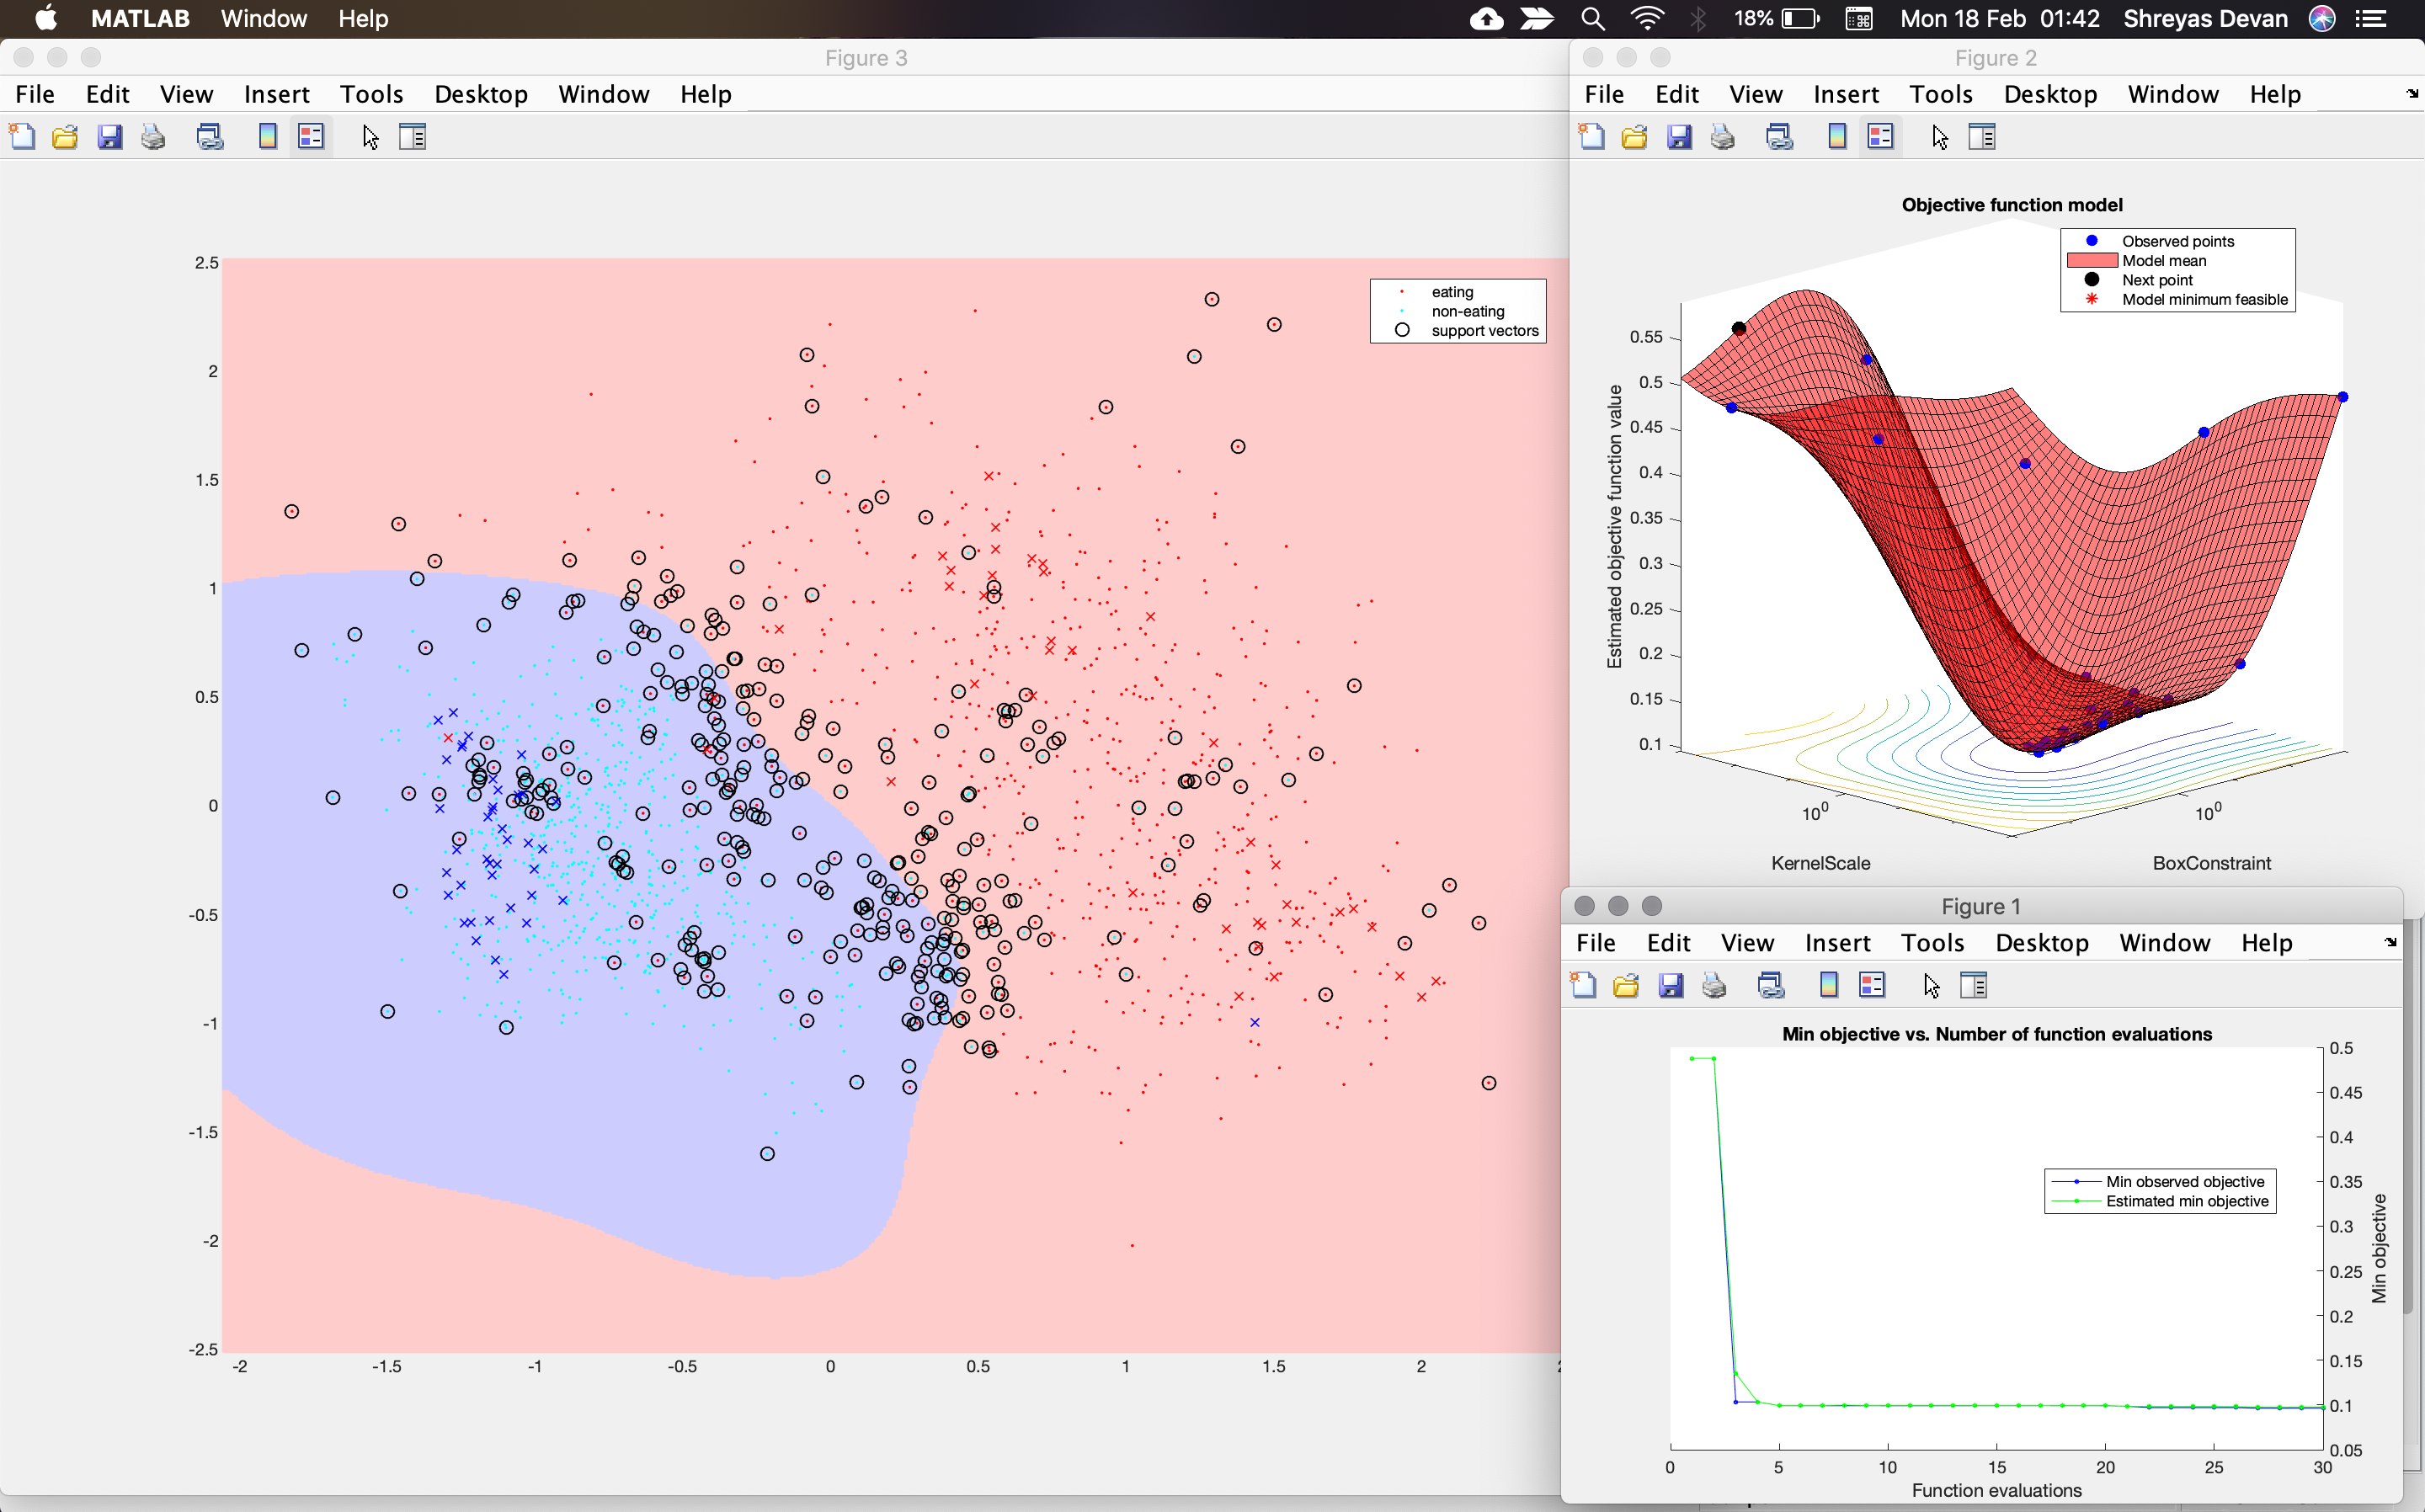 MATLAB Window Help 18% Mon 18 Feb 01:42 Shreyas Devan
Figure 3
File Edit View Insert Tools Desktop Window Help
2.5
2
1.5
1
0.5
0
-0.5
-1
-1.5
-2
-2.5
-2 -1.5 -1 -0.5 0 0.5 1 1.5 2
eating
non-eating
support vectors
Figure 2
File Edit View Insert Tools Desktop Window Help
Objective function model
Observed points
Model mean
Next point
Model minimum feasible
Estimated objective function value
0.55
0.5
0.45
0.4
0.35
0.3
0.25
0.2
0.15
0.1
10^0 10^0
KernelScale BoxConstraint
Figure 1
File Edit View Insert Tools Desktop Window Help
Min objective vs. Number of function evaluations
Min observed objective
Estimated min objective
0.5
0.45
0.4
0.35
0.3
0.25
0.2
0.15
0.1
0.05
Min objective
0 5 10 15 20 25 30
Function evaluations